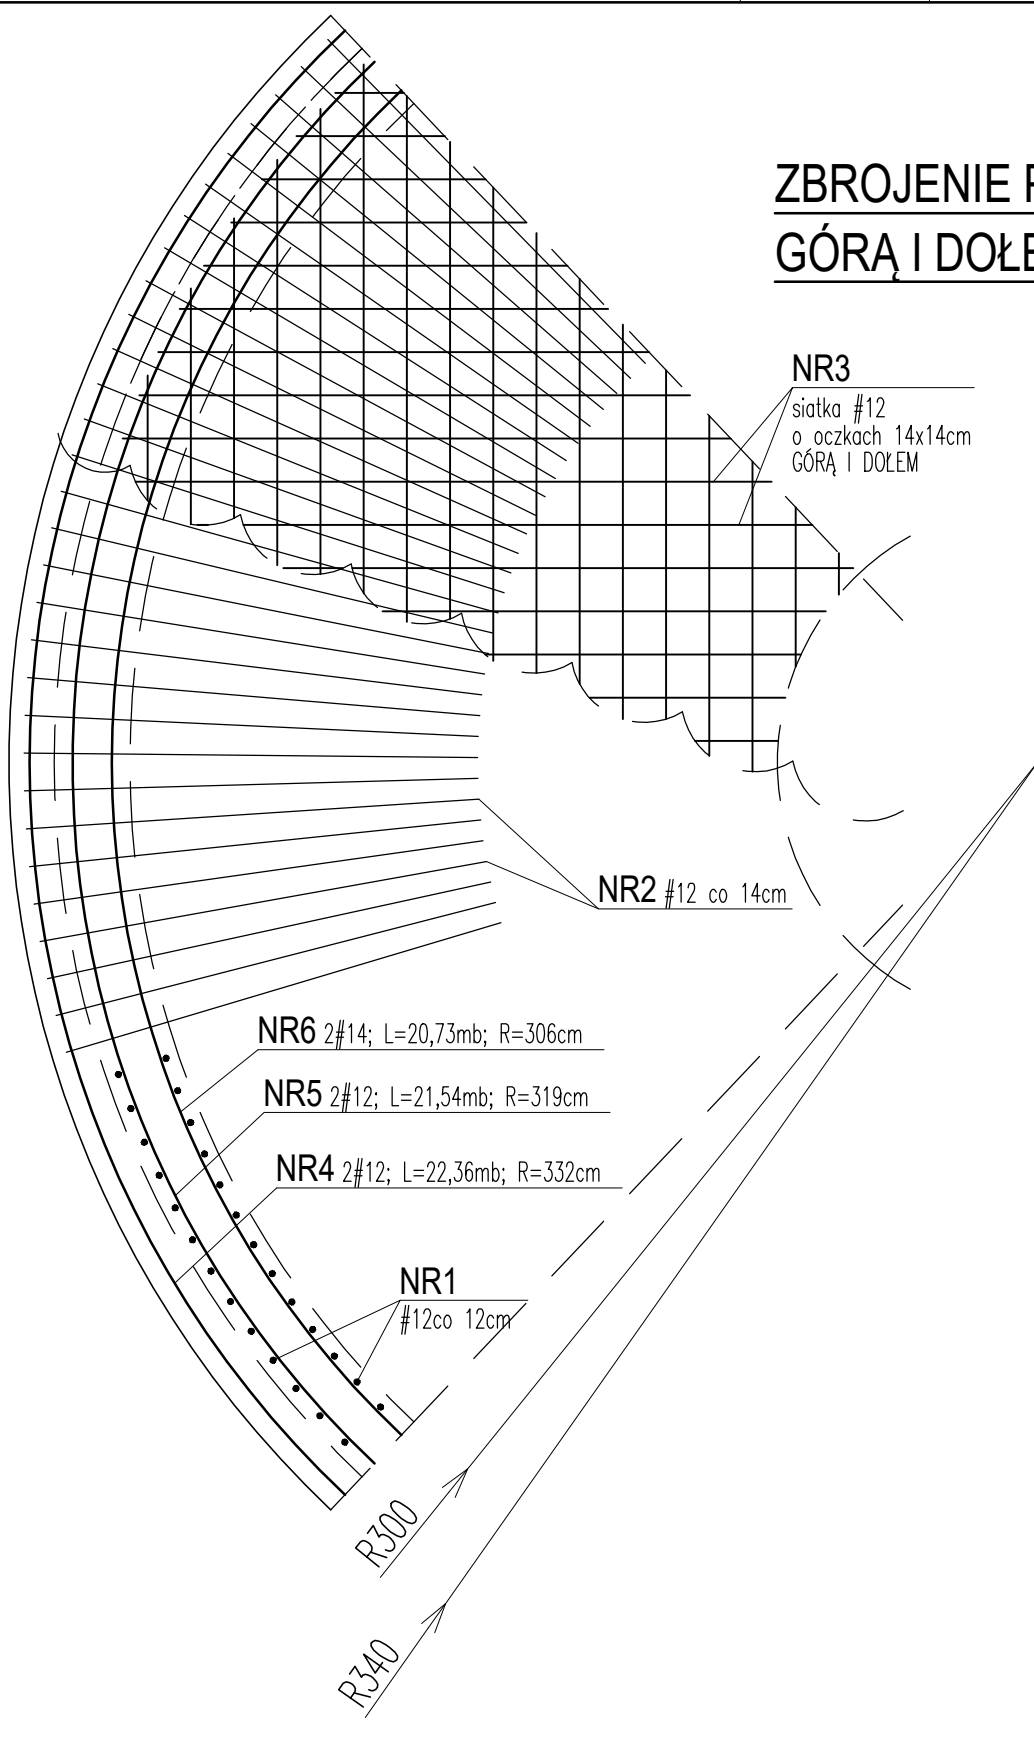 ZBROJENIE
GÓRĄ I
NR3
siatka #12
o oczkach 14x14cm
GÓRĄ I DOŁEM
NR2 #12 co 14cm
NR6 2#14; L=20,73mb; R=306cm
NR5 2#12; L=21,54mb; R=319cm
NR4 2#12; L=22,36mb; R=332cm
NR1
#12co 12cm
R300
R340